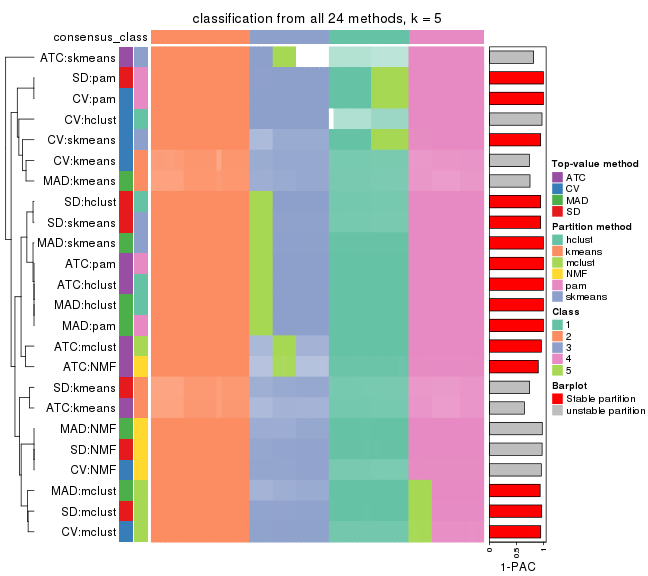 classification from all 24 methods, k = 5
consensus_class
ATC:skmeans
SD:pam
CV:pam
CV:hclust
CV:skmeans
CV:kmeans
MAD:kmeans
SD:hclust
SD:skmeans
MAD:skmeans
ATC:pam
ATC:hclust
MAD:hclust
MAD:pam
ATC:mclust
ATC:NMF
SD:kmeans
ATC:kmeans
MAD:NMF
SD:NMF
CV:NMF
MAD:mclust
SD:mclust
CV:mclust
0
0.5
1
1-PAC
Top-value method
ATC
CV
MAD
SD
Partition method
hclust
kmeans
mclust
NMF
pam
skmeans
Class
1
2
3
4
5
Barplot
Stable partition
unstable partition